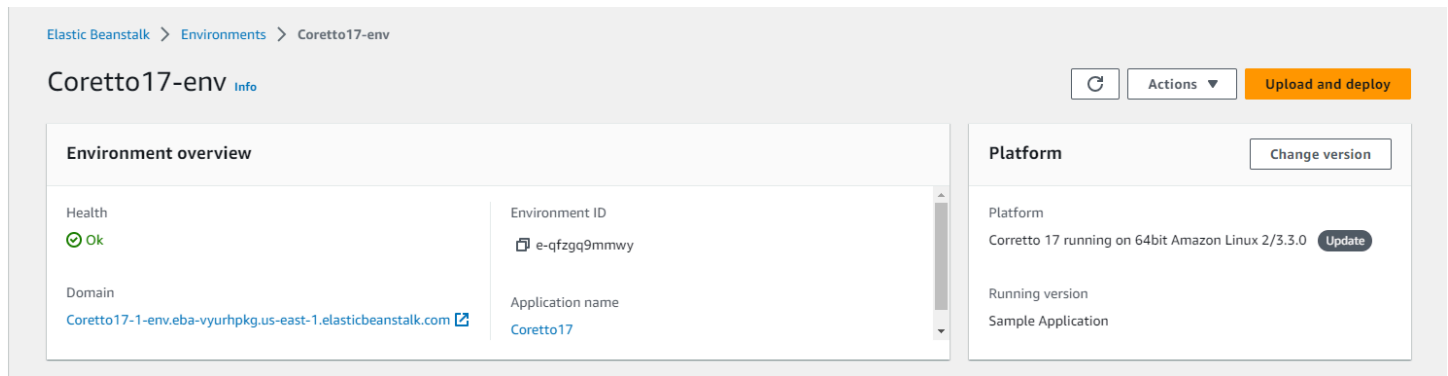 Elastic Beanstalk > Environments > Coretto17-env
Coretto17-env Info
Actions ▼
Upload and deploy
Environment overview
Health
Ok
Domain
Coretto17-1-env.eba-vyurhpkg.us-east-1.elasticbeanstalk.com
Environment ID
e-qfzgq9mmwy
Application name
Coretto17
Platform
Change version
Platform
Corretto 17 running on 64bit Amazon Linux 2/3.3.0 Update
Running version
Sample Application